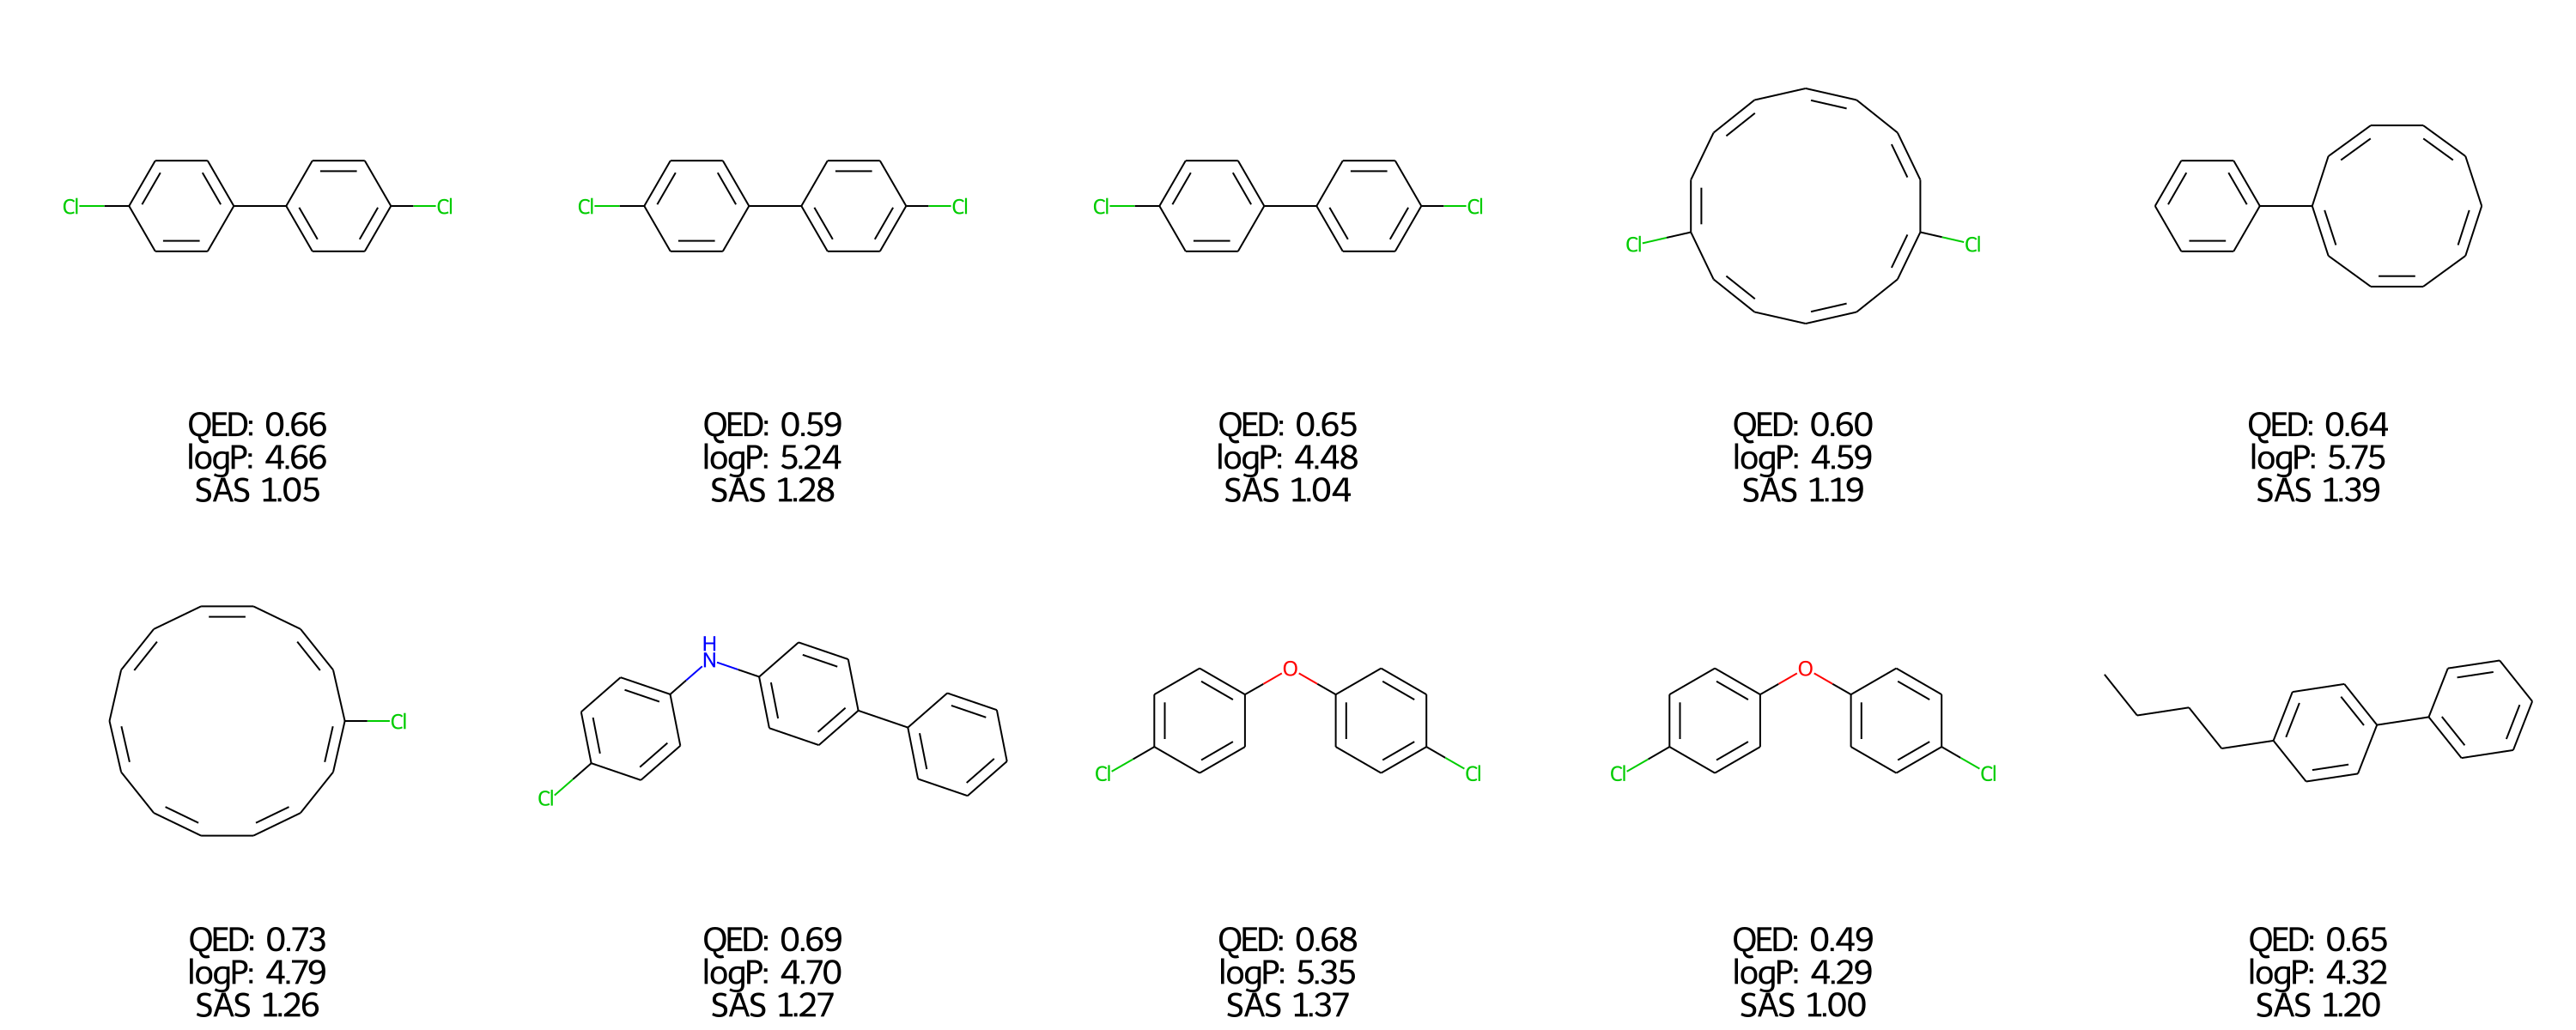 Cl Cl Cl Cl Cl Cl Cl Cl
QED: 0.66 QED: 0.59 QED: 0.65 QED: 0.60 QED: 0.64
logP: 4.66 logP: 5.24 logP: 4.48 logP: 4.59 logP: 5.75
SAS 1.05 SAS 1.28 SAS 1.04 SAS 1.19 SAS 1.39
H
N O O
Cl
Cl Cl Cl Cl Cl
QED: 0.73 QED: 0.69 QED: 0.68 QED: 0.49 QED: 0.65
logP: 4.79 logP: 4.70 logP: 5.35 logP: 4.29 logP: 4.32
SAS 1.26 SAS 1.27 SAS 1.37 SAS 1.00 SAS 1.20